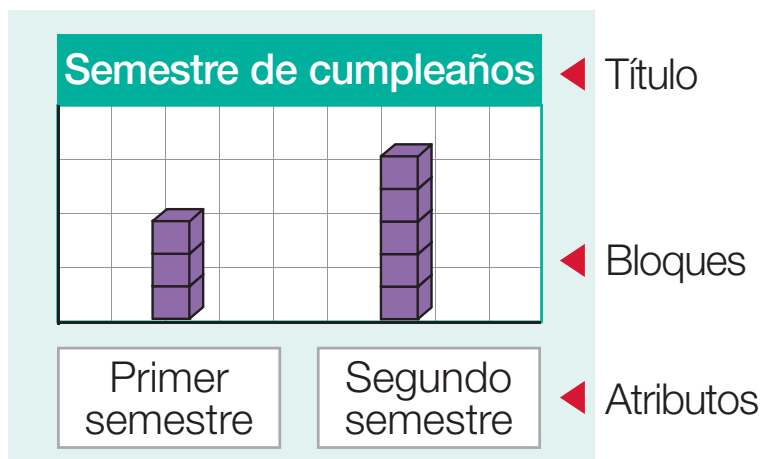 Semestre de cumpleaños
Título
Bloques
Primer
semestre
Segundo
semestre
Atributos